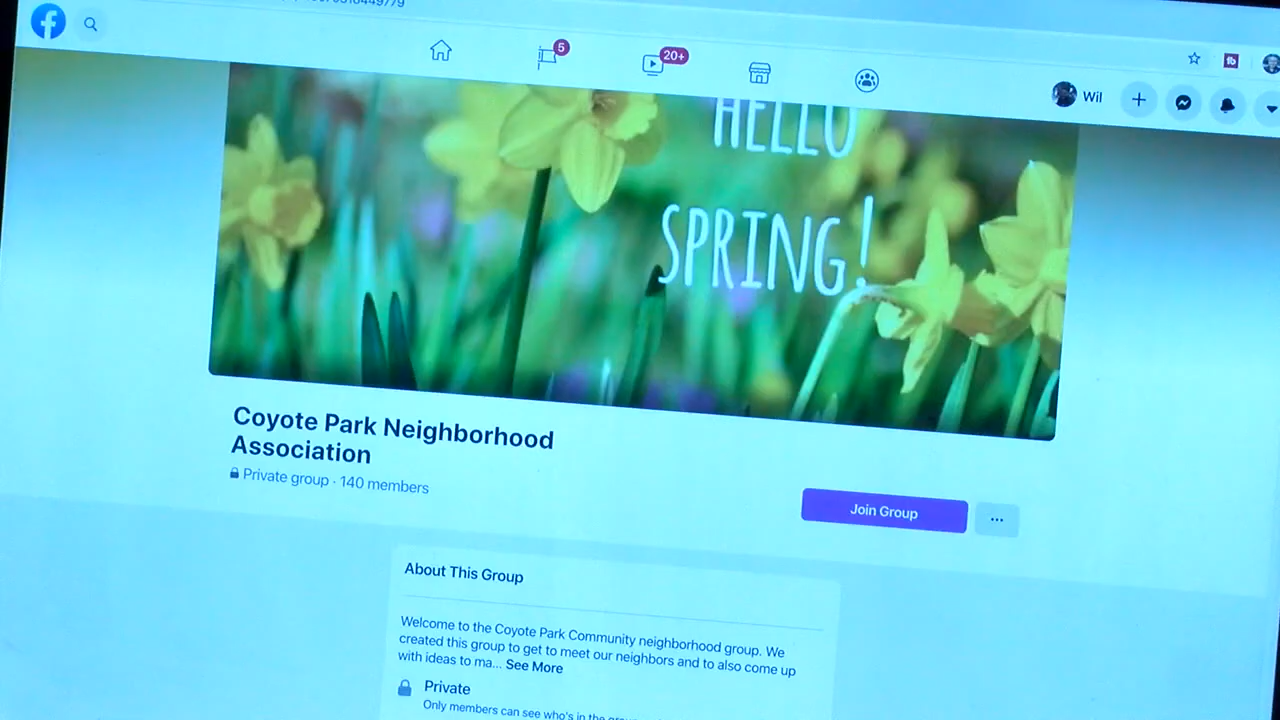 5
20+
Wil
HELLO
SPRING!
Coyote Park Neighborhood
Association
Private group · 140 members
Join Group
About This Group
Welcome to the Coyote Park Community neighborhood group. We
created this group to get to meet our neighbors and to also come up
with ideas to ma... See More
Private
Only members can see who's in the